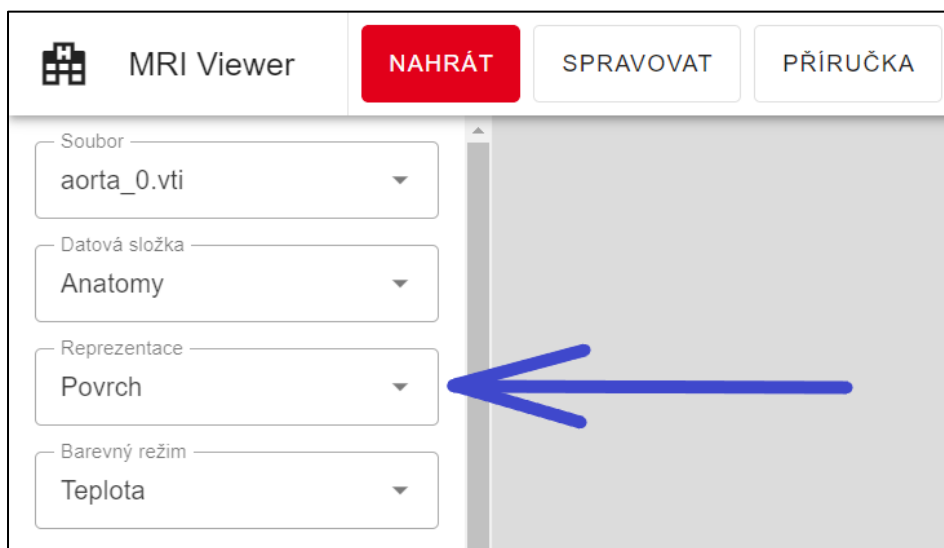 MRI Viewer
NAHRÁT
SPRAVOVAT
PŘÍRUČKA
Soubor
aorta_0.vti
Datová složka
Anatomy
Reprezentace
Povrch
Barevný režim
Teplota